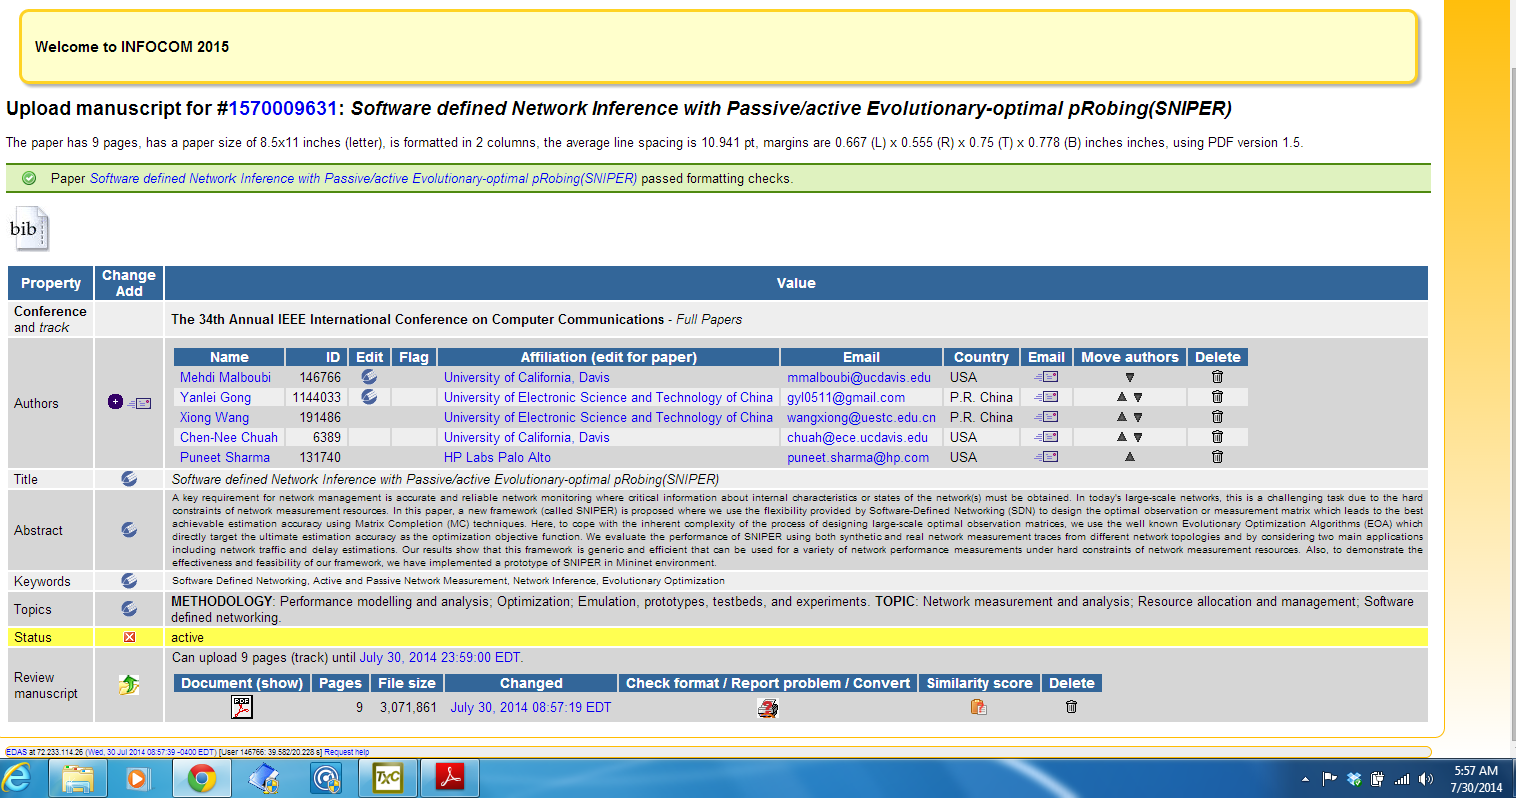 Welcome to INFOCOM 2015
Upload manuscript for #1570009631: Software defined Network Inference with Passive/active Evolutionary-optimal pRobing(SNIPER)
The paper has 9 pages, has a paper size of 8.5x11 inches (letter), is formatted in 2 columns, the average line spacing is 10.941 pt, margins are 0.667 (L) x 0.555 (R) x 0.75 (T) x 0.778 (B) inches inches, using PDF version 1.5.
Paper Software defined Network Inference with Passive/active Evolutionary-optimal pRobing(SNIPER) passed formatting checks.
bib
Property Change Add Value
Conference and track The 34th Annual IEEE International Conference on Computer Communications - Full Papers
Authors
Name ID Edit Flag Affiliation (edit for paper) Email Country Email Move authors Delete
Mehdi Malboubi 146766 University of California, Davis mmalboubi@ucdavis.edu USA
Yanlei Gong 1144033 University of Electronic Science and Technology of China gyl0511@gmail.com P.R. China
Xiong Wang 191486 University of Electronic Science and Technology of China wangxiong@uestc.edu.cn P.R. China
Chen-Nee Chuah 6389 University of California, Davis chuah@ece.ucdavis.edu USA
Puneet Sharma 131740 HP Labs Palo Alto puneet.sharma@hp.com USA
Title Software defined Network Inference with Passive/active Evolutionary-optimal pRobing(SNIPER)
Abstract
A key requirement for network management is accurate and reliable network monitoring where critical information about internal characteristics or states of the network(s) must be obtained. In today's large-scale networks, this is a challenging task due to the hard
constraints of network measurement resources. In this paper, a new framework (called SNIPER) is proposed where we use the flexibility provided by Software-Defined Networking (SDN) to design the optimal observation or measurement matrix which leads to the best
achievable estimation accuracy using Matrix Completion (MC) techniques. Here, to cope with the inherent complexity of the process of designing large-scale optimal observation matrices, we use the well known Evolutionary Optimization Algorithms (EOA) which
directly target the ultimate estimation accuracy as the optimization objective function. We evaluate the performance of SNIPER using both synthetic and real network measurement traces from different network topologies and by considering two main applications
including network traffic and delay estimations. Our results show that this framework is generic and efficient that can be used for a variety of network performance measurements under hard constraints of network measurement resources. Also, to demonstrate the
effectiveness and feasibility of our framework, we have implemented a prototype of SNIPER in Mininet environment.
Keywords Software Defined Networking, Active and Passive Network Measurement, Network Inference, Evolutionary Optimization
Topics
METHODOLOGY: Performance modelling and analysis; Optimization; Emulation, prototypes, testbeds, and experiments. TOPIC: Network measurement and analysis; Resource allocation and management; Software
defined networking.
Status active
Review manuscript
Can upload 9 pages (track) until July 30, 2014 23:59:00 EDT.
Document (show) Pages File size Changed Check format / Report problem / Convert Similarity score Delete
PDF 9 3,071,861 July 30, 2014 08:57:19 EDT
EDAS at 72.233.114.26 (Wed, 30 Jul 2014 08:57:39 -0400 EDT) [User 146766: 39.582/20.228 s] Request help
TXC
5:57 AM
7/30/2014